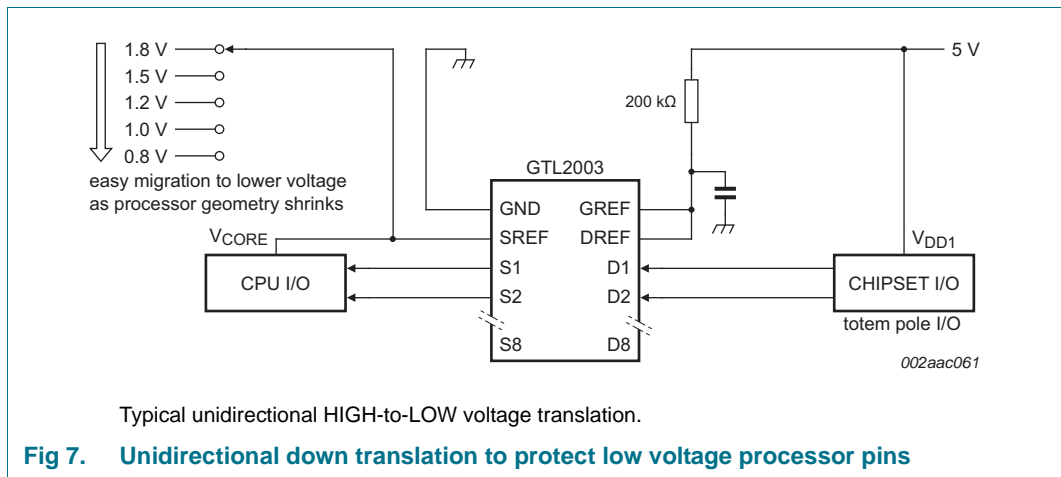 1.8 V
1.5 V
1.2 V
1.0 V
0.8 V
easy migration to lower voltage
as processor geometry shrinks
5 V
200 kΩ
GTL2003
GND GREF
SREF DREF
S1 D1
S2 D2
S8 D8
VCORE
CPU I/O
VDD1
CHIPSET I/O
totem pole I/O
002aac061
Typical unidirectional HIGH-to-LOW voltage translation.
Fig 7. Unidirectional down translation to protect low voltage processor pins